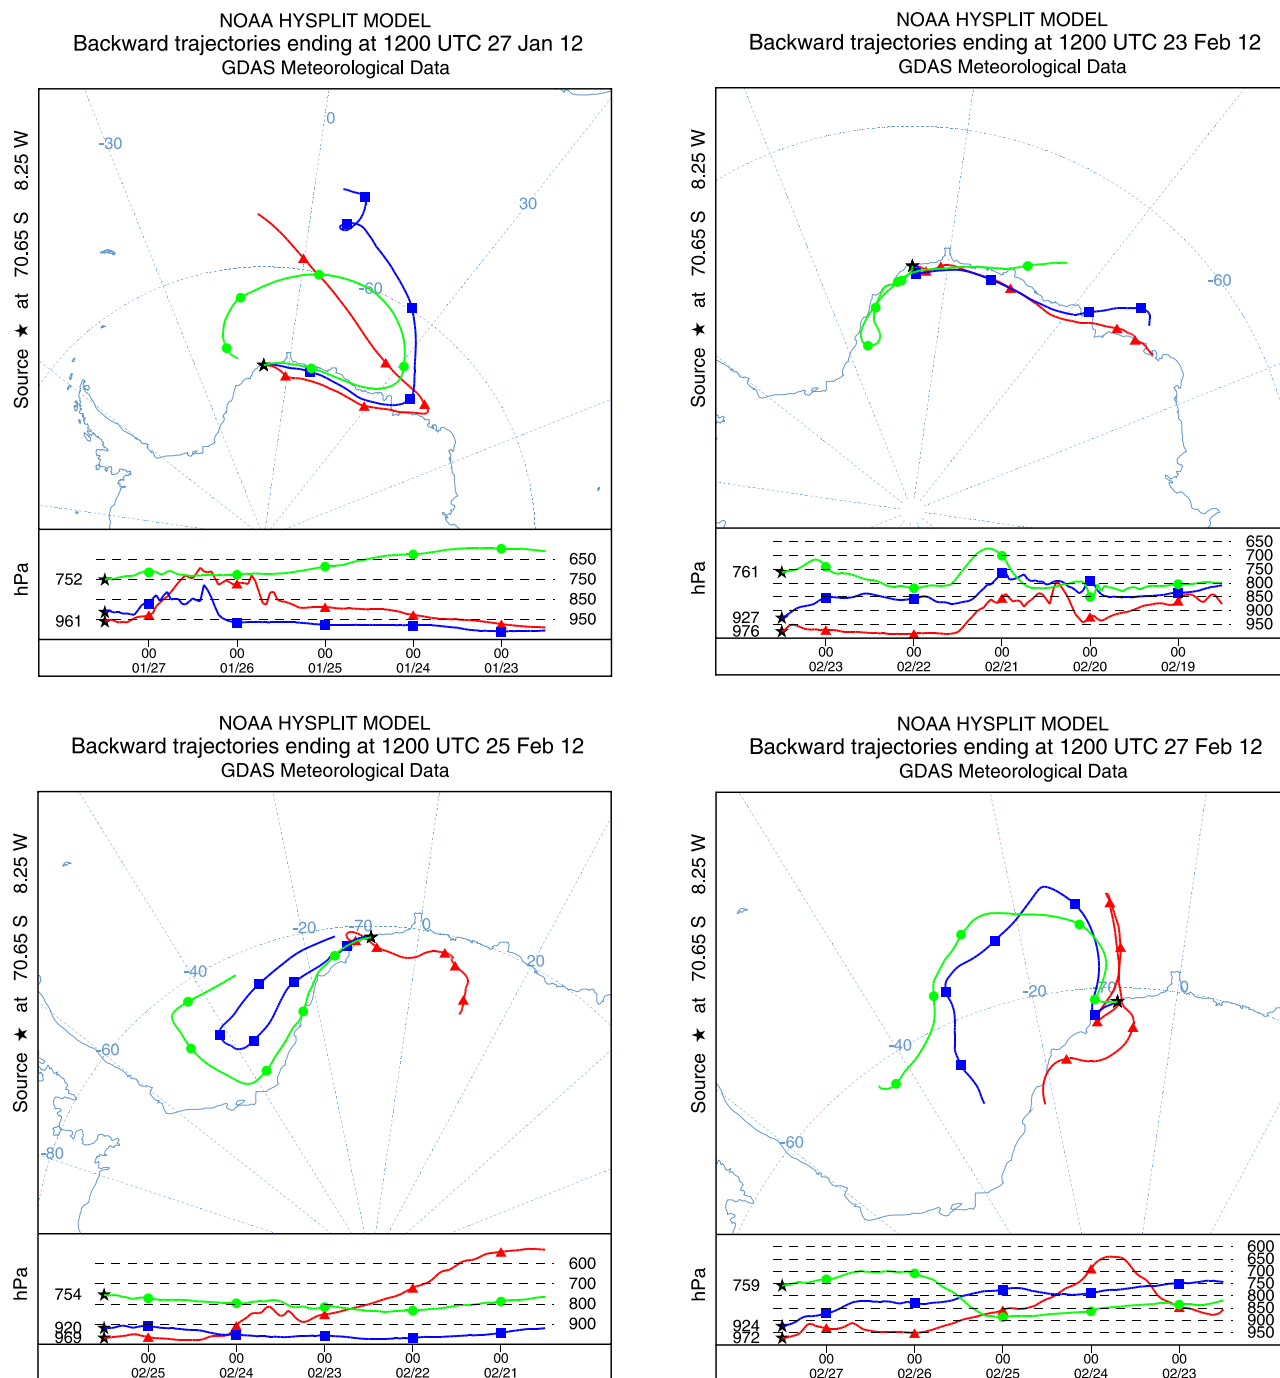 NOAA HYSPLIT MODEL
Backward trajectories ending at 1200 UTC 27 Jan 12
GDAS Meteorological Data
Source ★ at 70.65 S 8.25 W
0
-30
30
-60
hPa
752
961
650
750
850
950
00 00 00 00 00
01/27 01/26 01/25 01/24 01/23
NOAA HYSPLIT MODEL
Backward trajectories ending at 1200 UTC 23 Feb 12
GDAS Meteorological Data
Source ★ at 70.65 S 8.25 W
-60
hPa
761
927
976
650
700
750
800
850
900
950
00 00 00 00 00
02/23 02/22 02/21 02/20 02/19
NOAA HYSPLIT MODEL
Backward trajectories ending at 1200 UTC 25 Feb 12
GDAS Meteorological Data
Source ★ at 70.65 S 8.25 W
-20
-70
0
20
-40
-60
-80
hPa
754
920
969
600
700
800
900
00 00 00 00 00
02/25 02/24 02/23 02/22 02/21
NOAA HYSPLIT MODEL
Backward trajectories ending at 1200 UTC 27 Feb 12
GDAS Meteorological Data
Source ★ at 70.65 S 8.25 W
-20
-70
0
-40
-60
hPa
759
924
972
600
650
700
750
800
850
900
950
00 00 00 00 00
02/27 02/26 02/25 02/24 02/23